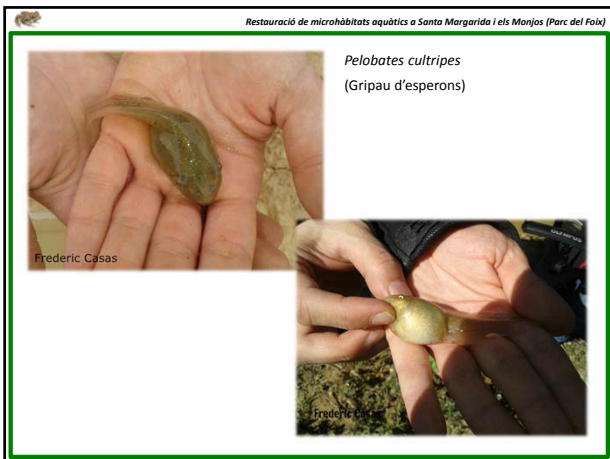 Restauració de microhàbitats aquàtics a Santa Margarida i els Monjos (Parc del Foix)
Pelobates cultripes
(Gripau d'esperons)
Frederic Casas
Frederic Casas